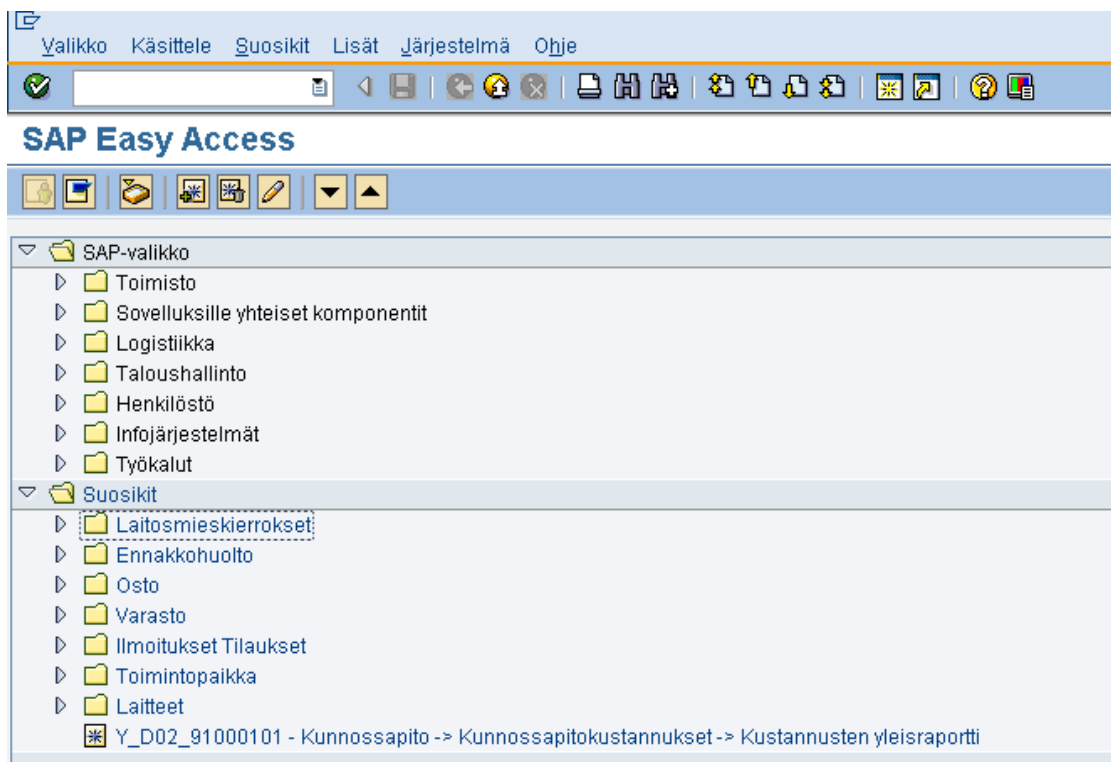 Valikko Käsittele Suosikit Lisät Järjestelmä Ohje
SAP Easy Access
SAP-valikko
Toimisto
Sovelluksille yhteiset komponentit
Logistiikka
Taloushallinto
Henkilöstö
Infojärjestelmät
Työkalut
Suosikit
Laitosmieskierrokset
Ennakkohuolto
Osto
Varasto
Ilmoitukset Tilaukset
Toimintopaikka
Laitteet
Y_D02_91000101 - Kunnossapito -> Kunnossapitokustannukset -> Kustannusten yleisraportti